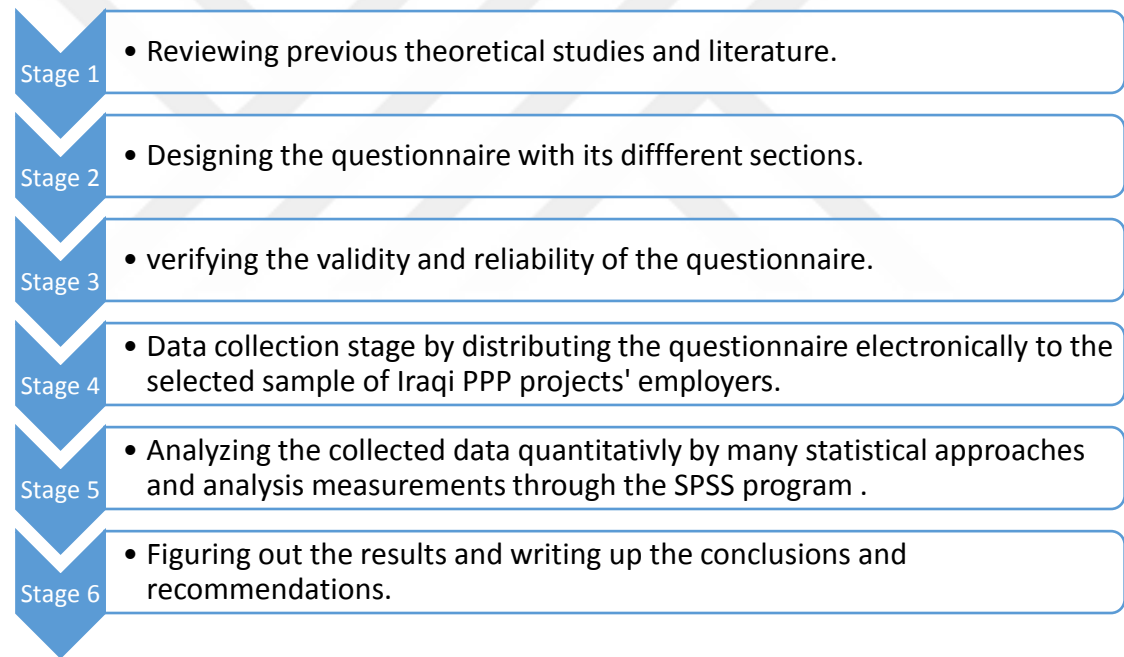 Stage 1
• Reviewing previous theoretical studies and literature.
Stage 2
• Designing the questionnaire with its diffferent sections.
Stage 3
• verifying the validity and reliability of the questionnaire.
Stage 4
• Data collection stage by distributing the questionnaire electronically to the
selected sample of Iraqi PPP projects' employers.
Stage 5
• Analyzing the collected data quantitativly by many statistical approaches
and analysis measurements through the SPSS program .
Stage 6
• Figuring out the results and writing up the conclusions and
recommendations.